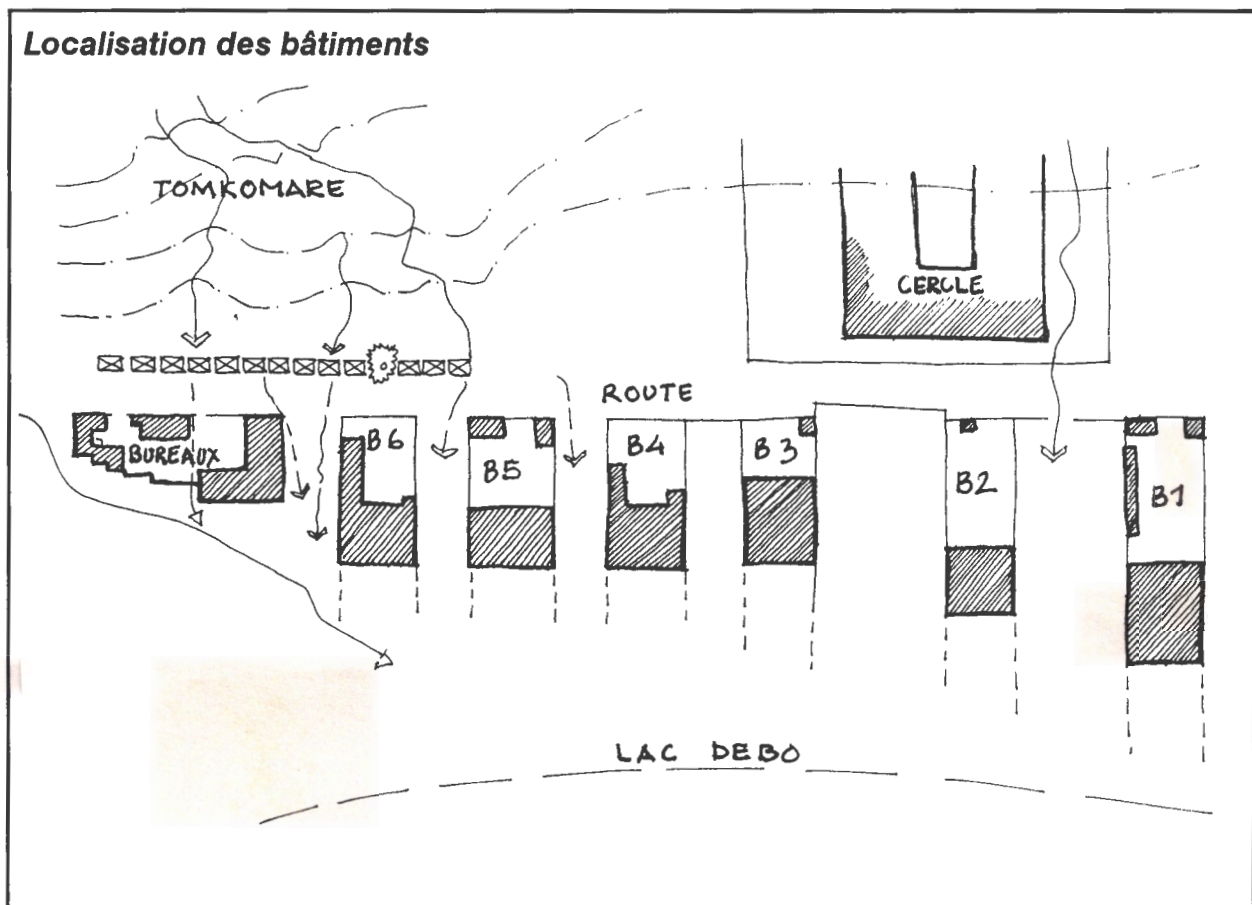 Localisation des bâtiments
TOMKOMARE
CERCLE
ROUTE
BUREAUX
B6
B5
B4
B3
B2
B1
LAC DEBO